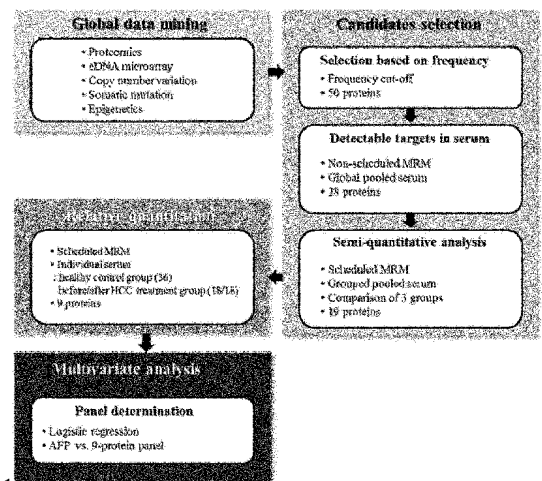 Global data mining
• Proteomics
• cDNA microarray
• Copy number variation
• Somatic mutation
• Epigenetics
Candidates selection
Selection based on frequency
• Frequency cut-off
• 50 proteins
Detectable targets in serum
• Non-scheduled MRM
• Global pooled serum
• 28 proteins
Semi-quantitative analysis
• Scheduled MRM
• Grouped pooled serum
• Comparison of 3 groups
• 19 proteins
Relative quantitation
• Scheduled MRM
• Individual serum
: healthy control group (36)
before/after HCC treatment group (18/18)
• 9 proteins
Multivariate analysis
Panel determination
• Logistic regression
• AFP vs. 9-protein panel